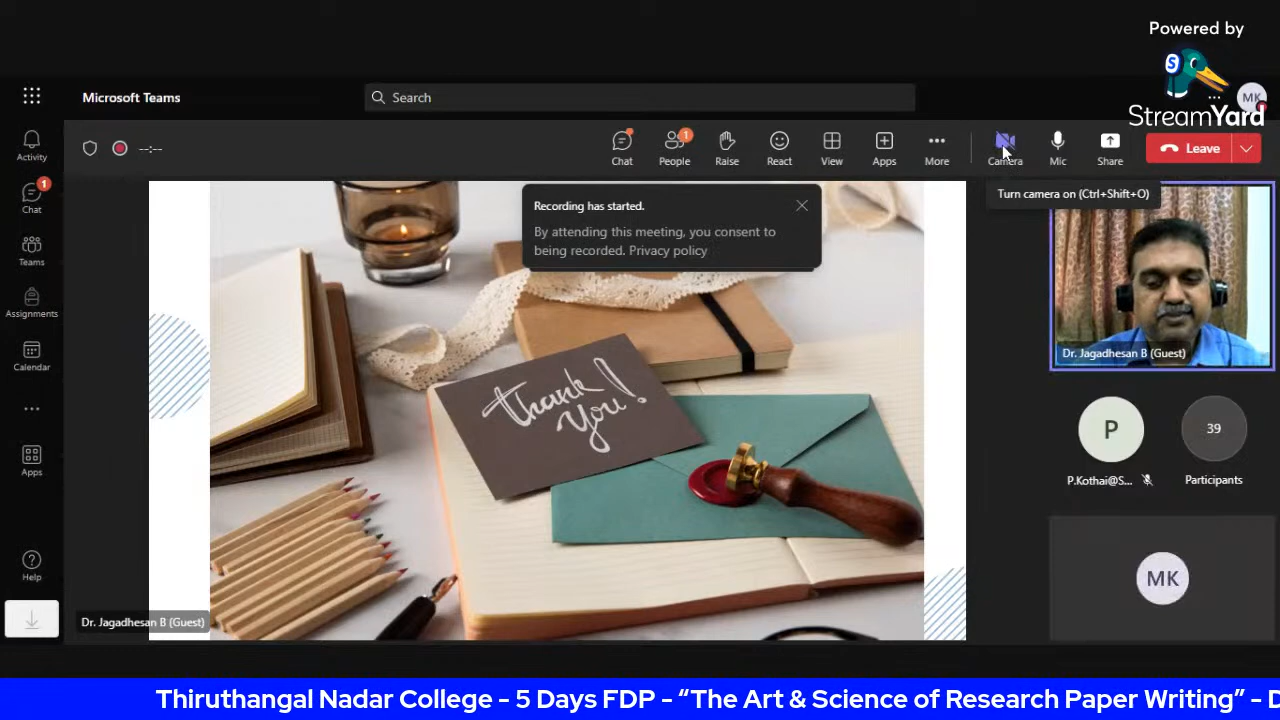 Powered by
StreamYard
Microsoft Teams
Search
MK
--:--
Chat
1
People
Raise
React
View
Apps
More
Camera
Mic
Share
Leave
Turn camera on (Ctrl+Shift+O)
Activity
1
Chat
Teams
Assignments
Calendar
Apps
Help
Recording has started.
By attending this meeting, you consent to
being recorded. Privacy policy
thank
you!
Dr. Jagadhesan B (Guest)
Dr. Jagadhesan B (Guest)
P
39
P.Kothai@S...
Participants
MK
Thiruthangal Nadar College - 5 Days FDP - “The Art & Science of Research Paper Writing” - D